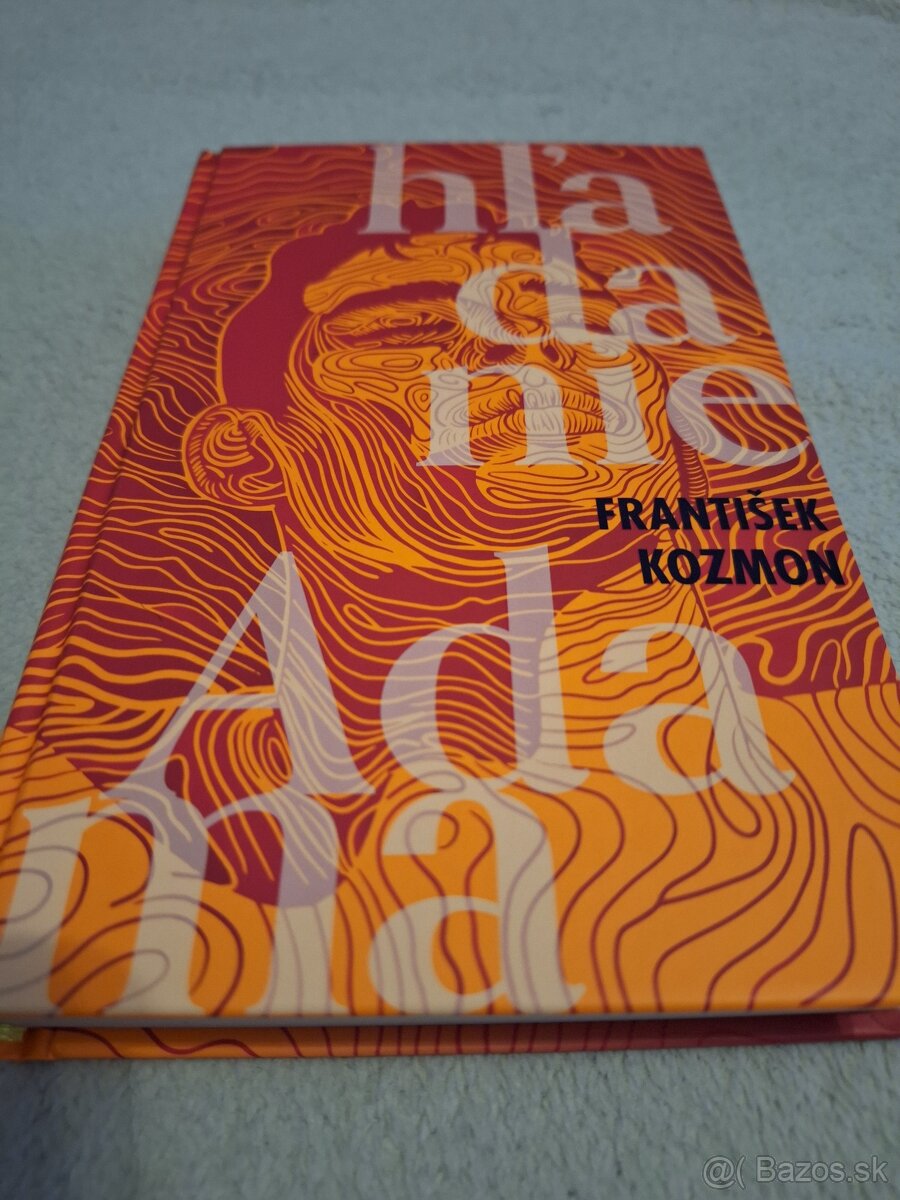 hľa
da
nie
FRANTIŠEK
KOZMON
Ada
ma
@( Bazos.sk